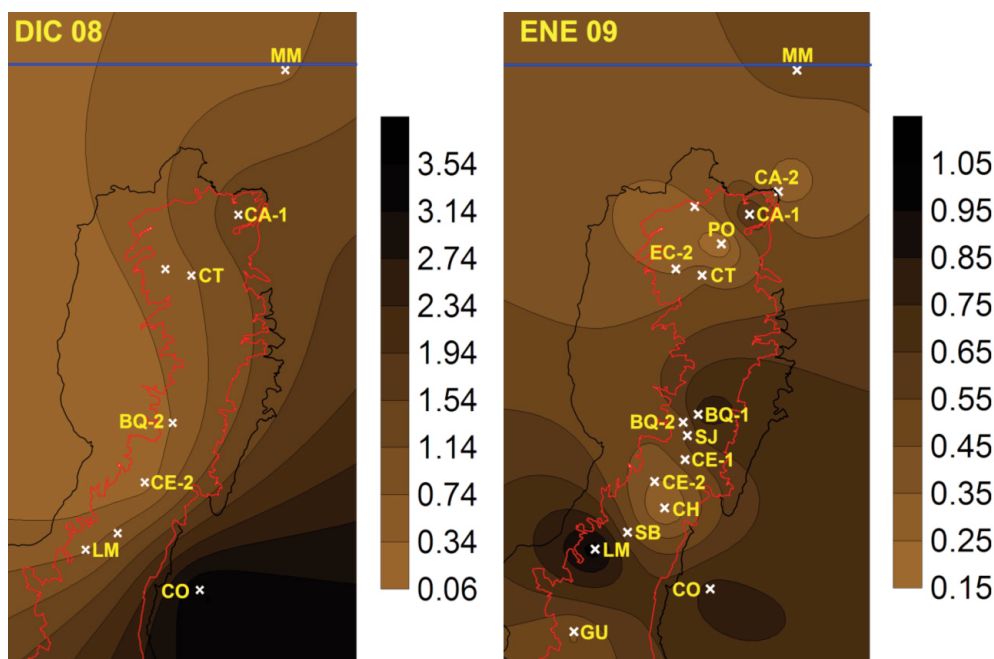 DIC 08
MM
CA-1
CT
BQ-2
CE-2
LM
CO
3.54
3.14
2.74
2.34
1.94
1.54
1.14
0.74
0.34
0.06
ENE 09
MM
CA-2
CA-1
PO
EC-2
CT
BQ-1
BQ-2
SJ
CE-1
CE-2
CH
SB
LM
CO
GU
1.05
0.95
0.85
0.75
0.65
0.55
0.45
0.35
0.25
0.15